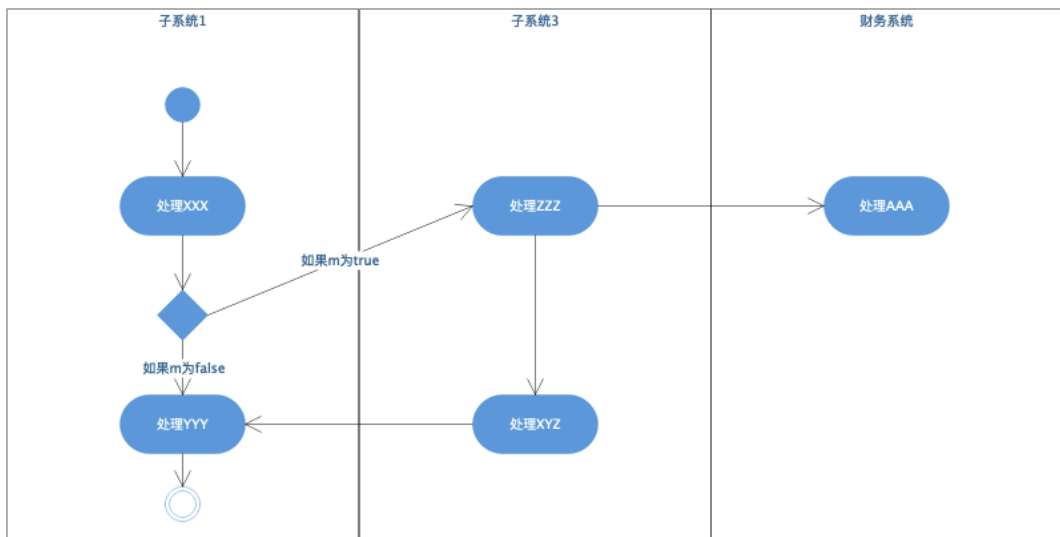 子系统1
子系统3
财务系统
处理XXX
处理ZZZ
处理AAA
如果m为true
如果m为false
处理YYY
处理XYZ